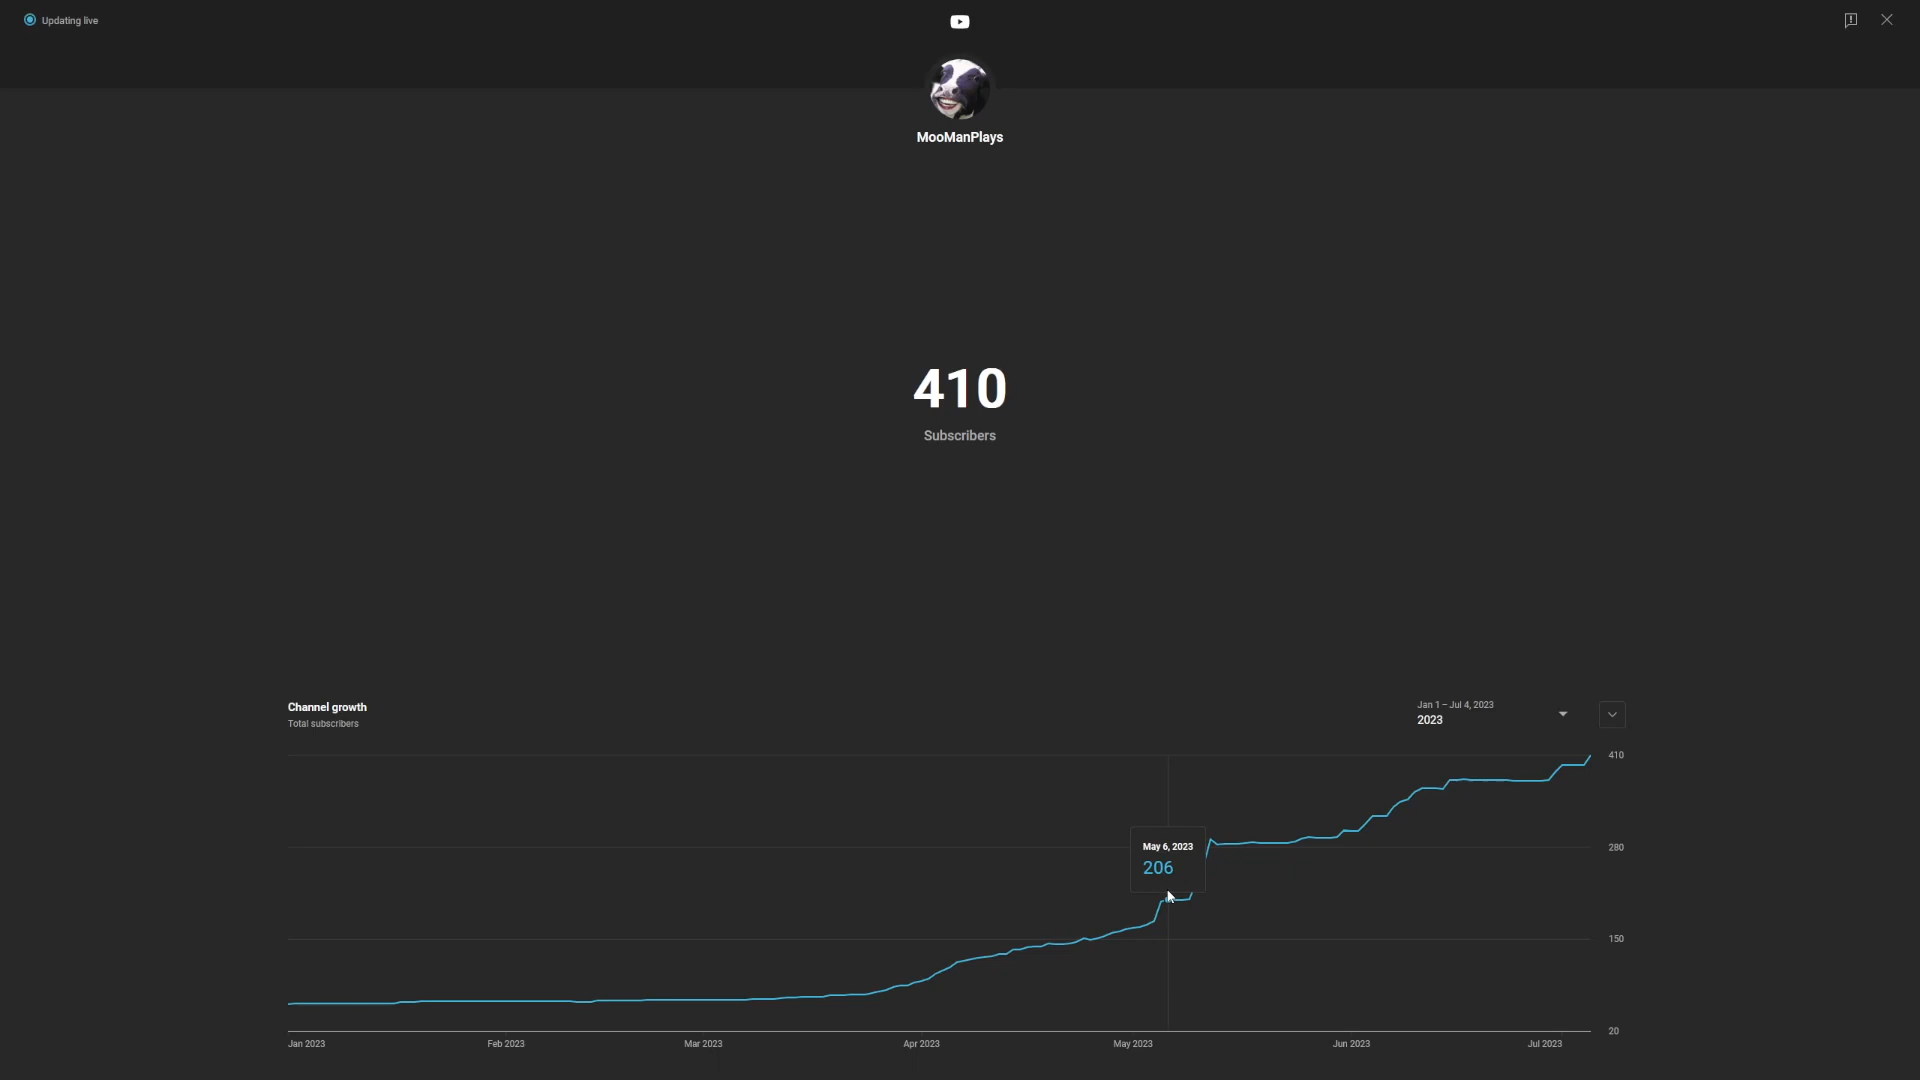 Updating live
MooManPlays
410
Subscribers
Channel growth
Total subscribers
Jan 1 – Jul 4, 2023
2023
410
May 6, 2023
206
280
150
20
Jan 2023
Feb 2023
Mar 2023
Apr 2023
May 2023
Jun 2023
Jul 2023